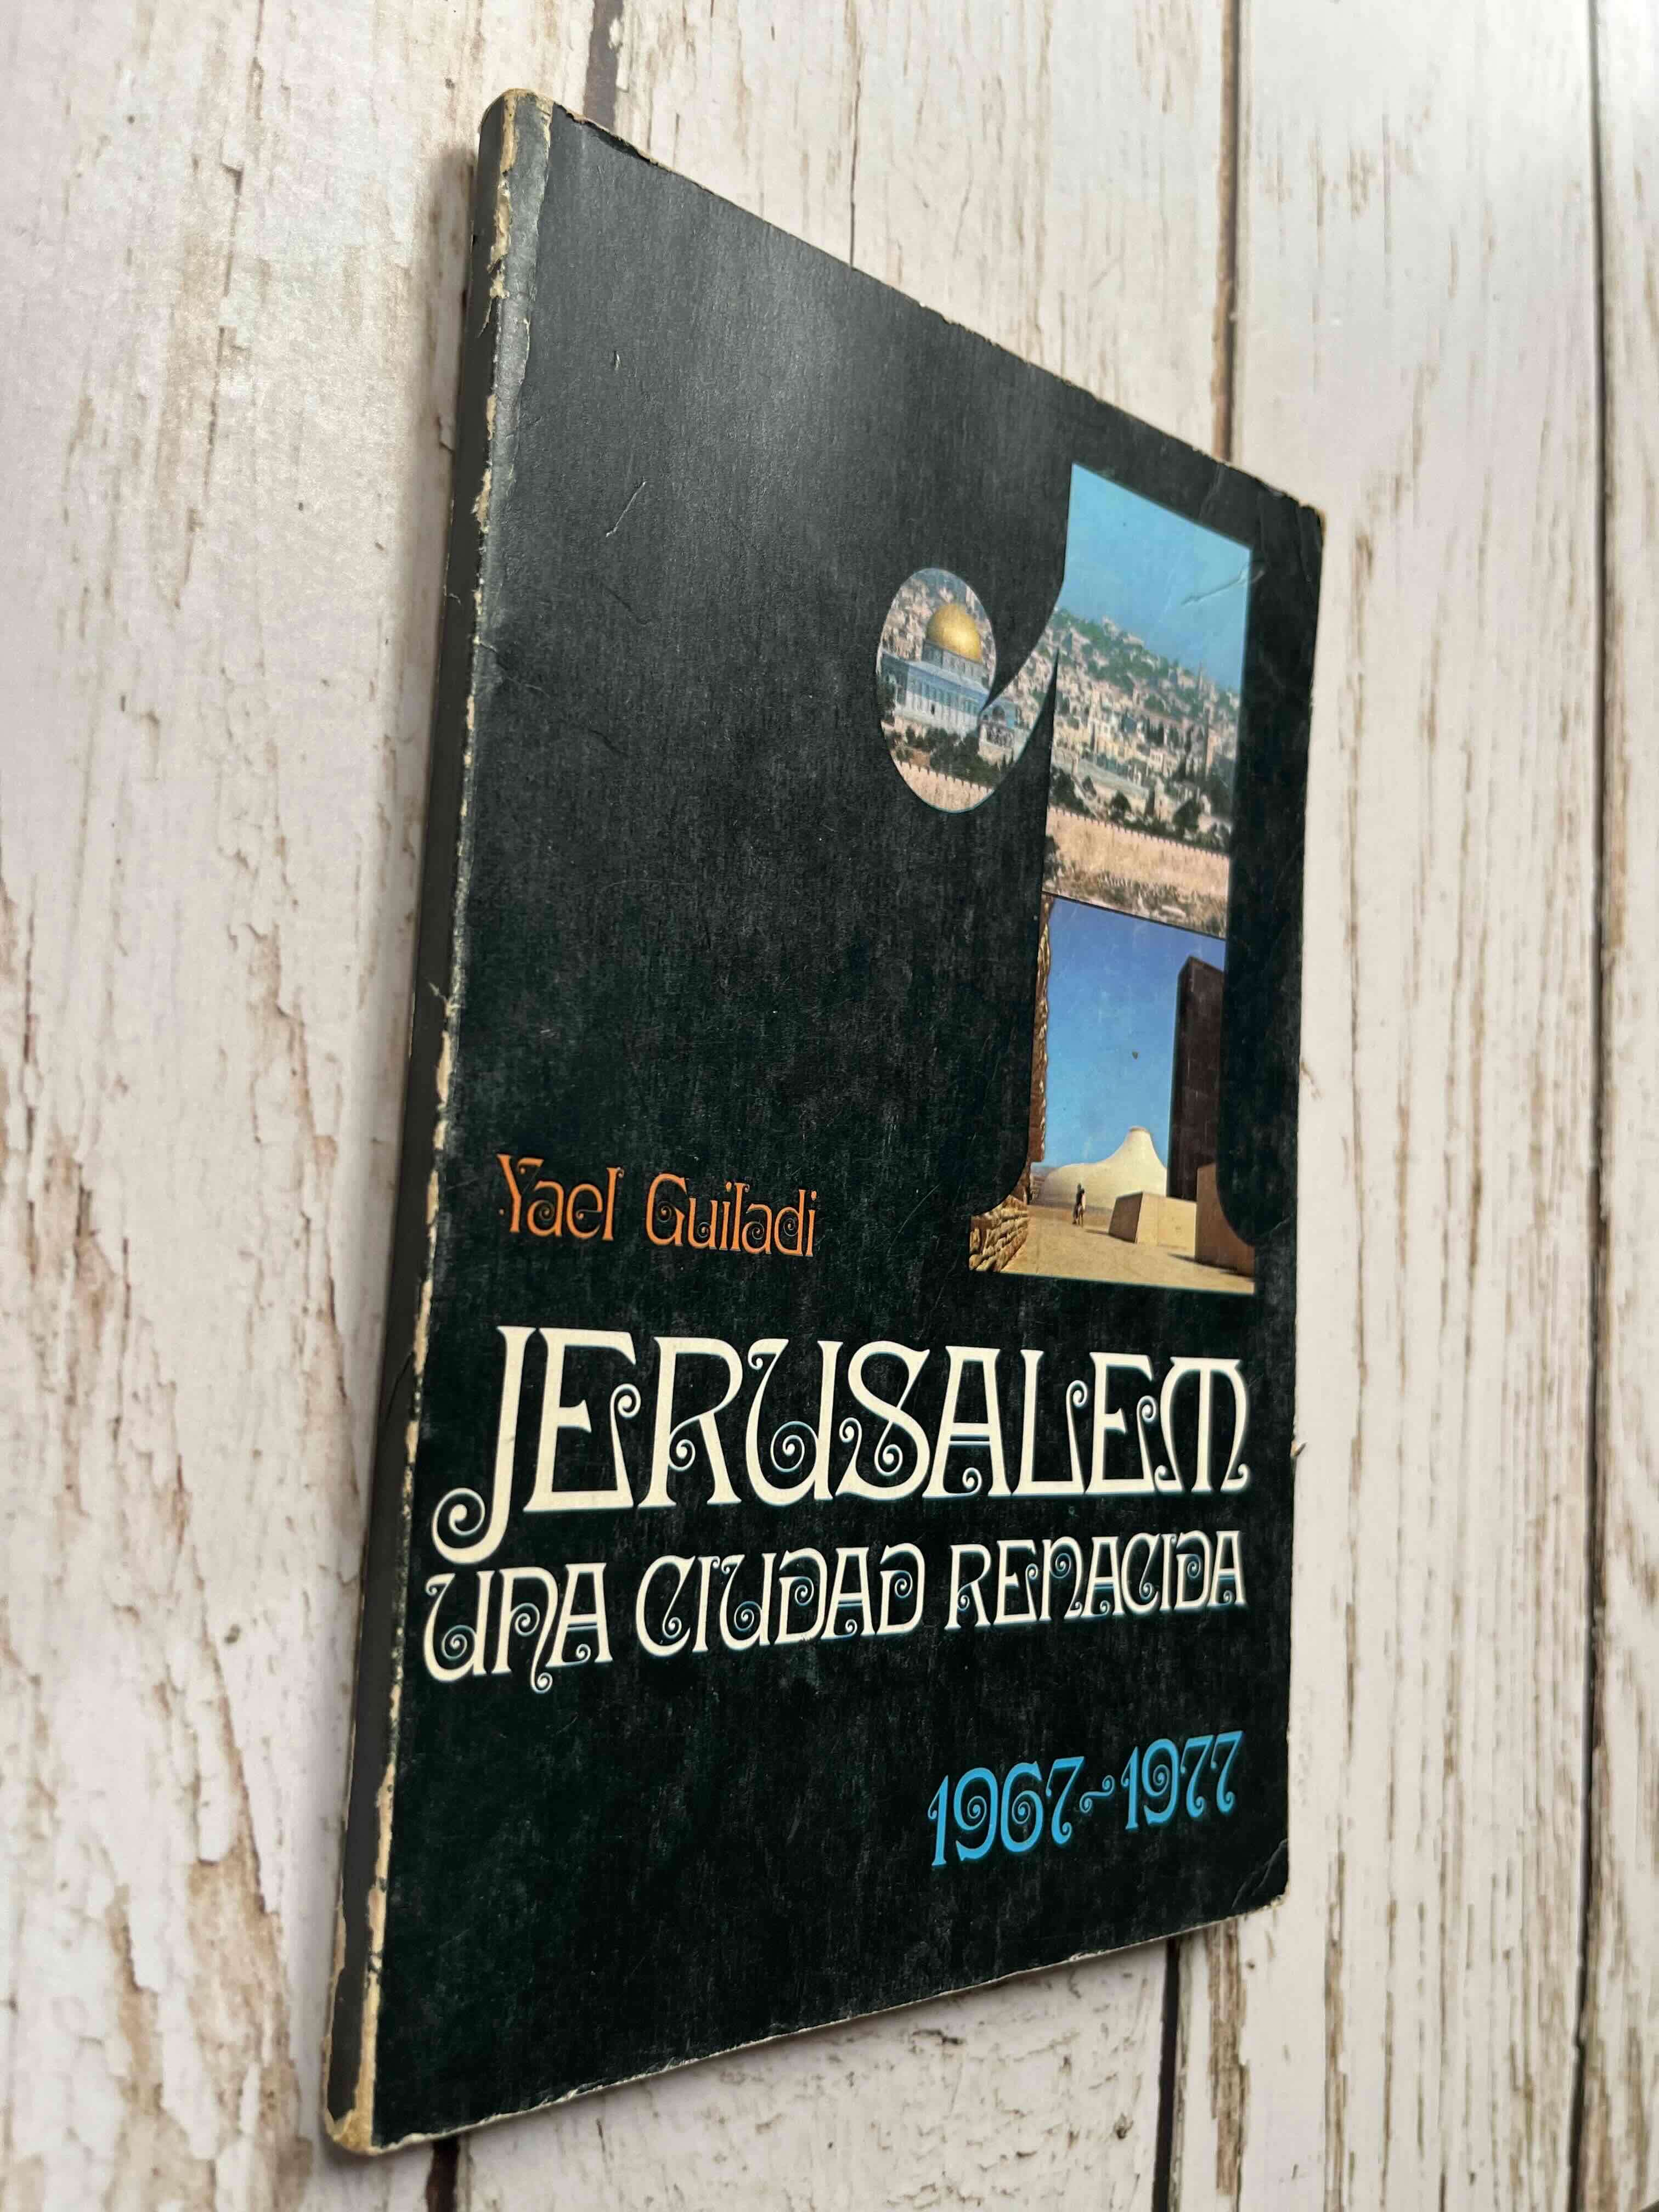 Yael Guiladi
JERUSALEM
UNA CIUDAD RENACIDA
1967~1977